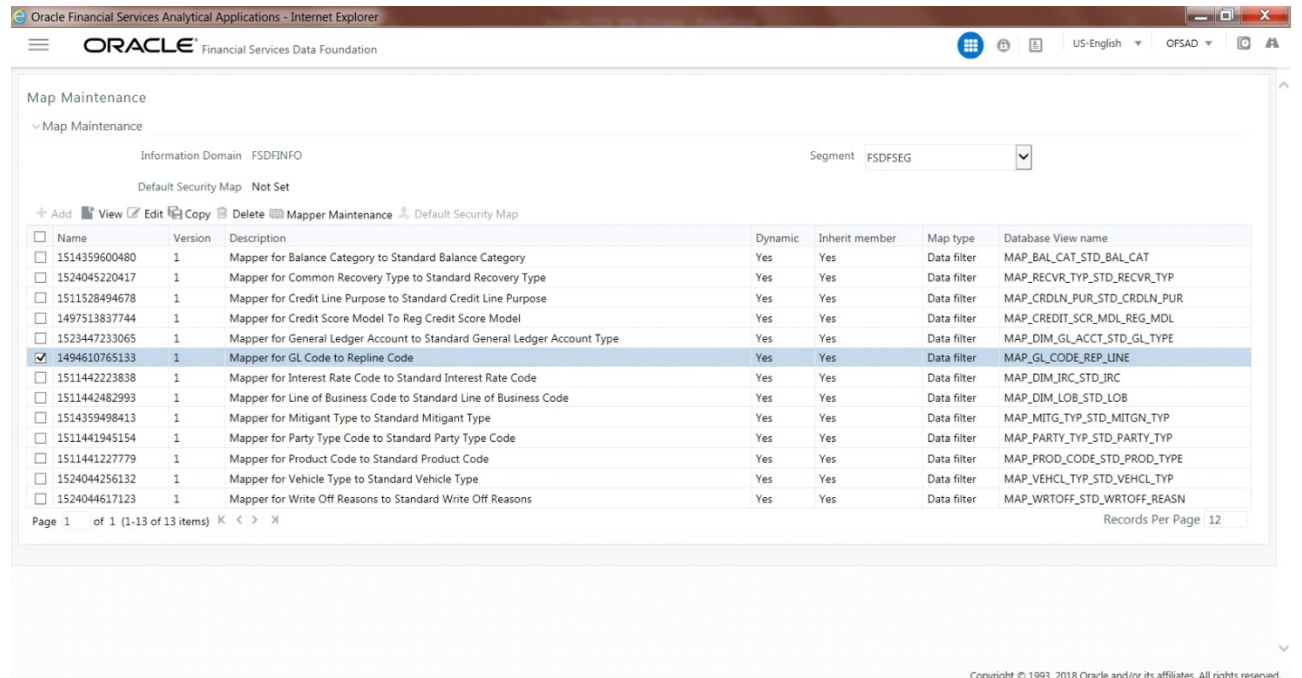 Oracle Financial Services Analytical Applications - Internet Explorer
ORACLE® Financial Services Data Foundation
US-English OFSAD
Map Maintenance
Map Maintenance
Information Domain FSDFINFO Segment FSDFSEG
Default Security Map Not Set
Add View Edit Copy Delete Mapper Maintenance Default Security Map
Name Version Description Dynamic Inherit member Map type Database View name
1514359600480 1 Mapper for Balance Category to Standard Balance Category Yes Yes Data filter MAP_BAL_CAT_STD_BAL_CAT
1524045220417 1 Mapper for Common Recovery Type to Standard Recovery Type Yes Yes Data filter MAP_RECVR_TYP_STD_RECVR_TYP
1511528494678 1 Mapper for Credit Line Purpose to Standard Credit Line Purpose Yes Yes Data filter MAP_CRDLN_PUR_STD_CRDLN_PUR
1497513837744 1 Mapper for Credit Score Model To Reg Credit Score Model Yes Yes Data filter MAP_CREDIT_SCR_MDL_REG_MDL
1523447233065 1 Mapper for General Ledger Account to Standard General Ledger Account Type Yes Yes Data filter MAP_DIM_GL_ACCT_STD_GL_TYPE
1494610765133 1 Mapper for GL Code to Repline Code Yes Yes Data filter MAP_GL_CODE_REP_LINE
1511442223838 1 Mapper for Interest Rate Code to Standard Interest Rate Code Yes Yes Data filter MAP_DIM_IRC_STD_IRC
1511442482993 1 Mapper for Line of Business Code to Standard Line of Business Code Yes Yes Data filter MAP_DIM_LOB_STD_LOB
1514359498413 1 Mapper for Mitigant Type to Standard Mitigant Type Yes Yes Data filter MAP_MITG_TYP_STD_MITGN_TYP
1511441945154 1 Mapper for Party Type Code to Standard Party Type Code Yes Yes Data filter MAP_PARTY_TYP_STD_PARTY_TYP
1511441227779 1 Mapper for Product Code to Standard Product Code Yes Yes Data filter MAP_PROD_CODE_STD_PROD_TYPE
1524044256132 1 Mapper for Vehicle Type to Standard Vehicle Type Yes Yes Data filter MAP_VEHCL_TYP_STD_VEHCL_TYP
1524044617123 1 Mapper for Write Off Reasons to Standard Write Off Reasons Yes Yes Data filter MAP_WRTOFF_STD_WRTOFF_REASN
Page 1 of 1 (1-13 of 13 items) Records Per Page 12
Copyright © 1993, 2018 Oracle and/or its affiliates. All rights reserved.